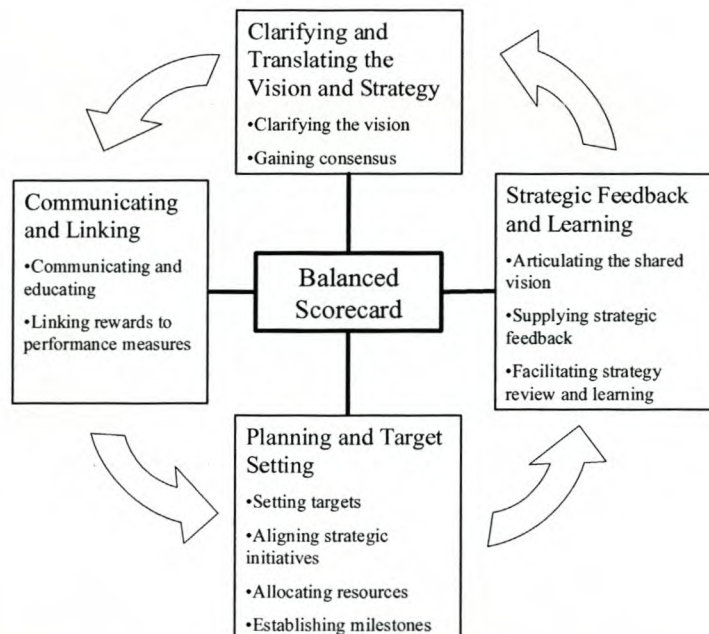 Clarifying and
Translating the
Vision and Strategy
•Clarifying the vision
•Gaining consensus
Communicating
and Linking
•Communicating and
educating
•Linking rewards to
performance measures
Balanced
Scorecard
Strategic Feedback
and Learning
•Articulating the shared
vision
•Supplying strategic
feedback
•Facilitating strategy
review and learning
Planning and Target
Setting
•Setting targets
•Aligning strategic
initiatives
•Allocating resources
•Establishing milestones